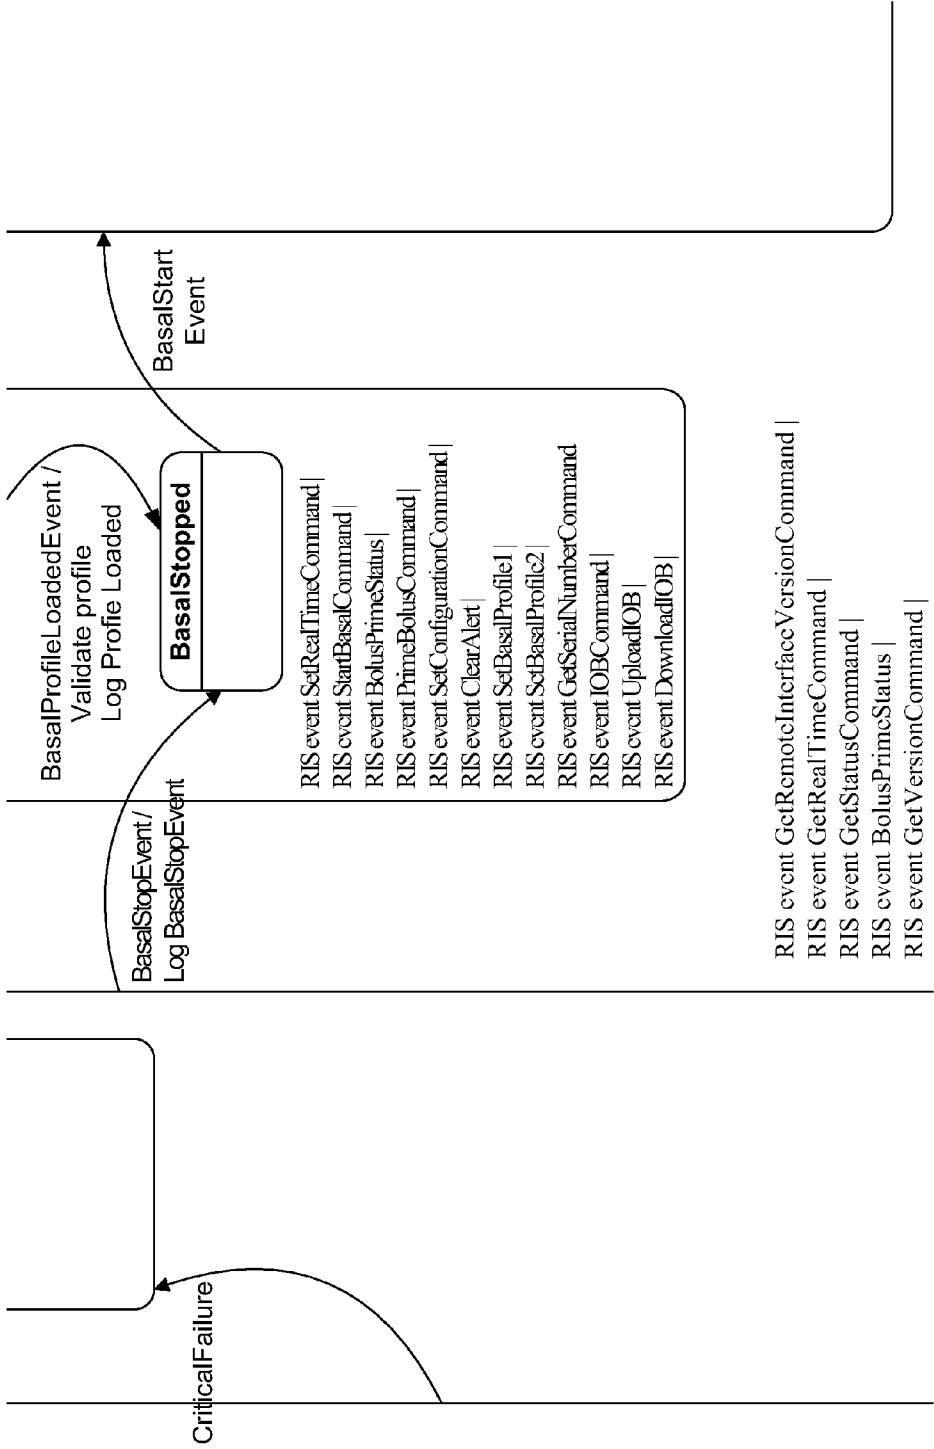 BasalProfileLoadedEvent /
Validate profile
Log Profie Loaded
BasalStopped
BasalStart
Event
BasalStopEvent /
Log BasalStopEvent
RIS event SetRealTimeCommand |
RIS event StartBasalCommand |
RIS event BolusPrimeStatus |
RIS event PrimeBolusCommand |
RIS event SetConfigurationCommand |
RIS event ClearAlert |
RIS event SetBasalProfile1 |
RIS event SetBasalProfile2 |
RIS event GetSerialNumberCommand
RIS event IOBCommand |
RIS event UploadIOB |
RIS event DownloadIOB |
CriticalFailure
RIS event GetRemoteInterfaceVersionCommand |
RIS event GetRealTimeCommand |
RIS event GetStatusCommand |
RIS event BolusPrimeStatus |
RIS event GetVersionCommand |